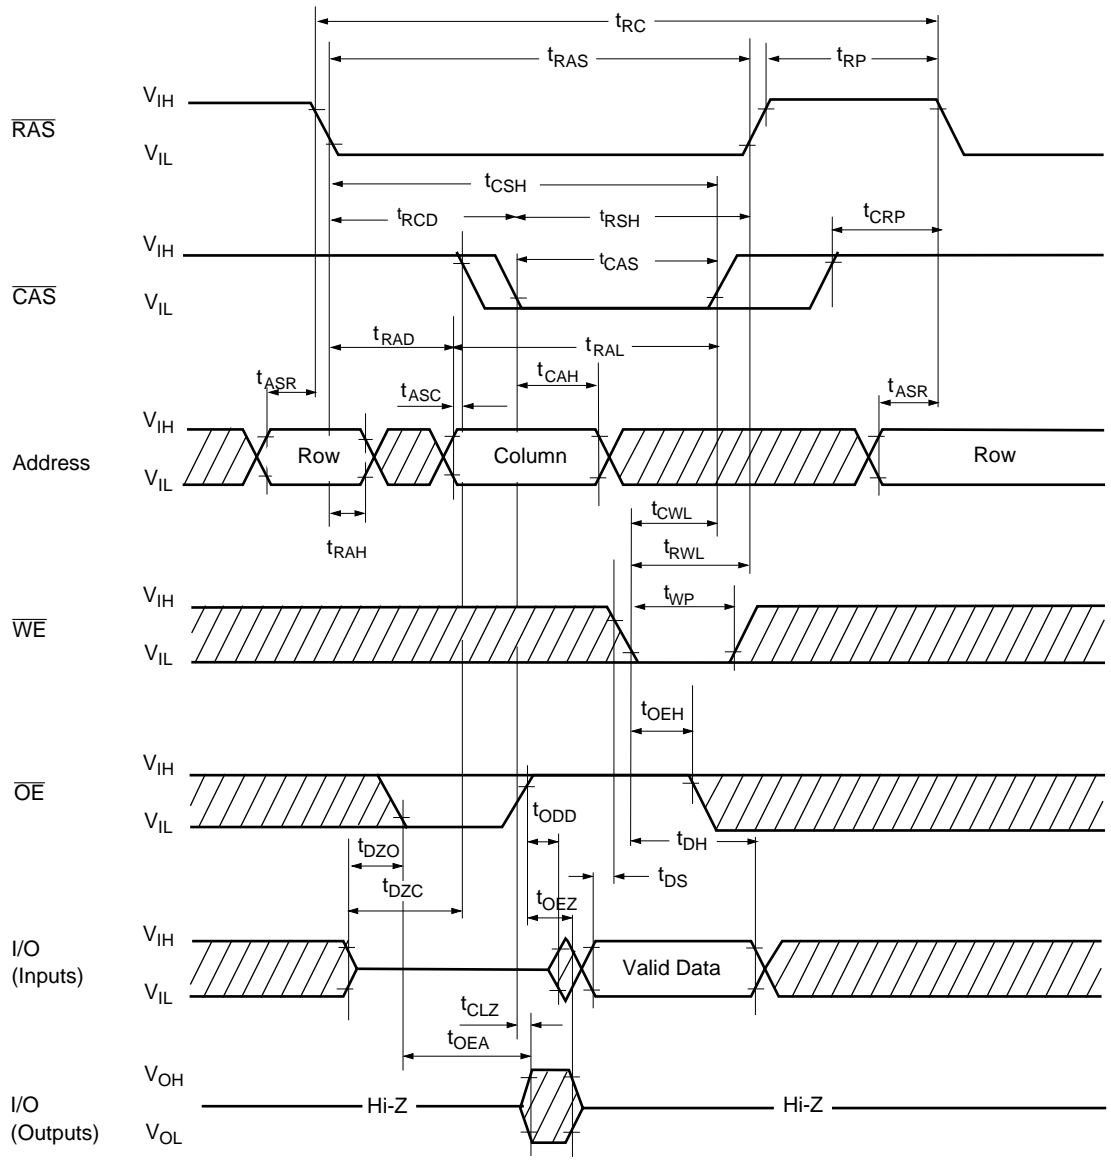 tRC
tRAS
tRP
VIH
RAS
VIL
tCSH
tRCD
tRSH
tCRP
VIH
tCAS
CAS
VIL
tRAD
tRAL
tASR
tASC
tCAH
tASR
VIH
Address
Row
Column
Row
VIL
tCWL
tRAH
tRWL
VIH
tWP
WE
VIL
tOEH
VIH
OE
VIL
tODD
tDH
tDZO
tDZC
tDS
tOEZ
VIH
I/O
(Inputs)
Valid Data
VIL
tCLZ
tOEA
VOH
I/O
(Outputs)
Hi-Z
Hi-Z
VOL